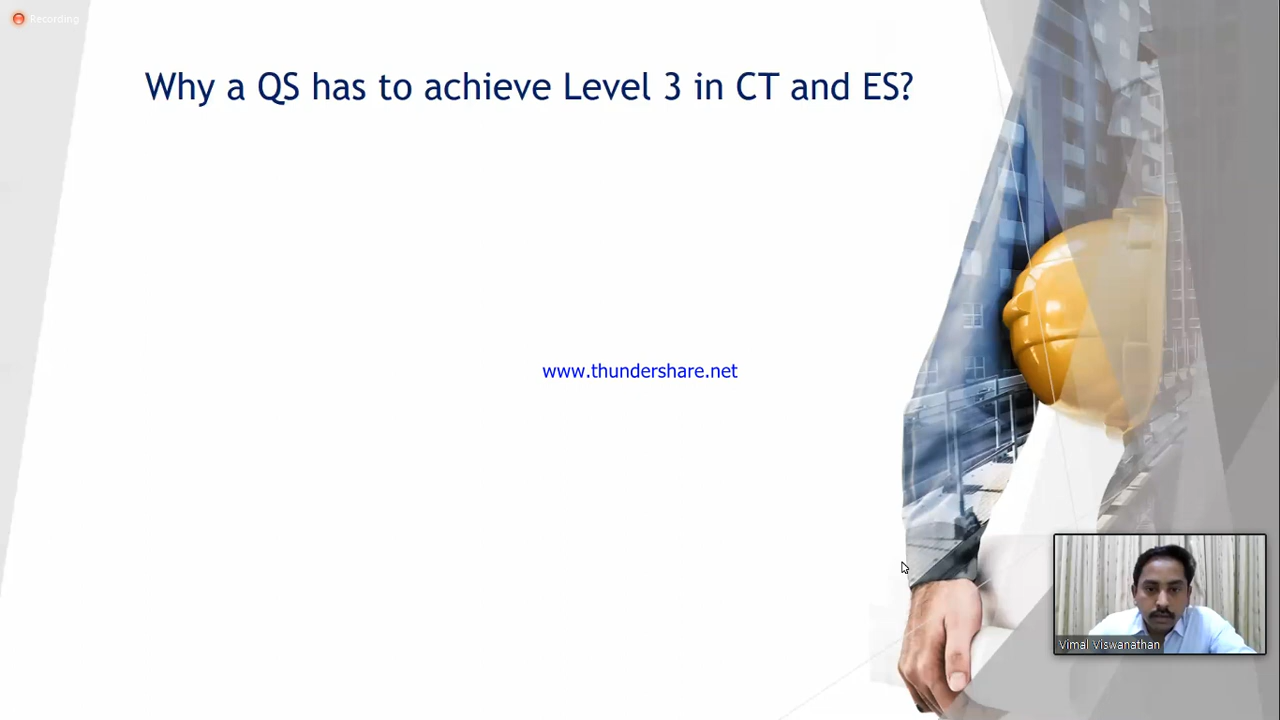 Recording
Why a QS has to achieve Level 3 in CT and ES?
www.thundershare.net
Vimal Viswanathan